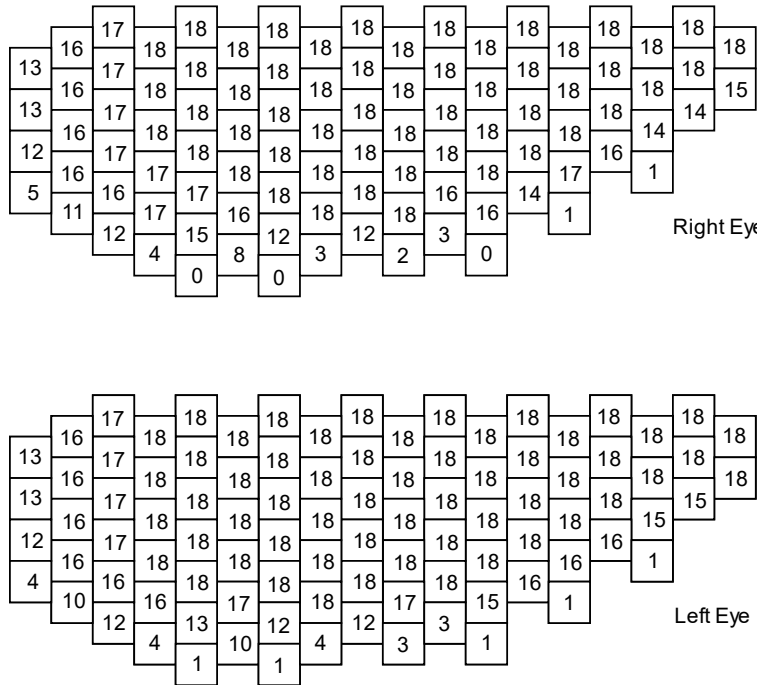 17 18 18 18 18 18 18 18
16 18 18 18 18 18 18 18 18
13 17 18 18 18 18 18 18 18
16 18 18 18 18 18 18 18 15
13 17 18 18 18 18 18 18 14
16 18 18 18 18 18 18 14
12 17 18 18 18 18 18 16
16 17 18 18 18 18 17 1
5 16 17 18 18 16 14
11 17 16 18 18 16 1
Right Eye
12 15 12 12 3
4 8 3 2 0
0 0
17 18 18 18 18 18 18 18
16 18 18 18 18 18 18 18 18
13 17 18 18 18 18 18 18 18
16 18 18 18 18 18 18 18 18
13 17 18 18 18 18 18 18 15
16 18 18 18 18 18 18 15
12 17 18 18 18 18 18 16
16 18 18 18 18 18 16 1
4 16 18 18 18 18 16
10 16 17 18 17 15 1
Left Eye
12 13 12 12 3
4 10 4 3 1
1 1